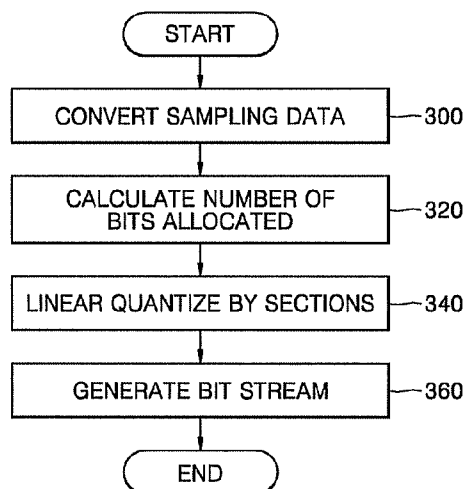 START
CONVERT SAMPLING DATA
300
CALCULATE NUMBER OF
BITS ALLOCATED
320
LINEAR QUANTIZE BY SECTIONS
340
GENERATE BIT STREAM
360
END